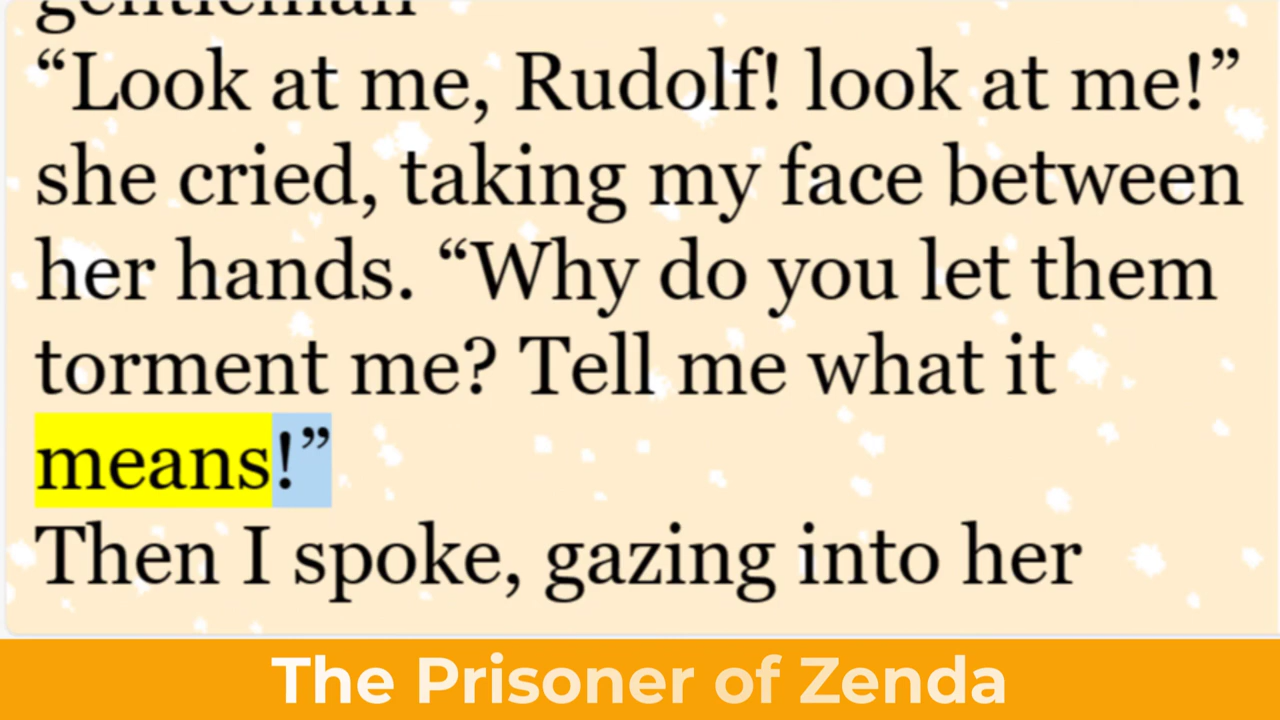 gentleman
“Look at me, Rudolf! look at me!”
she cried, taking my face between
her hands. “Why do you let them
torment me? Tell me what it
means!”
Then I spoke, gazing into her
The Prisoner of Zenda